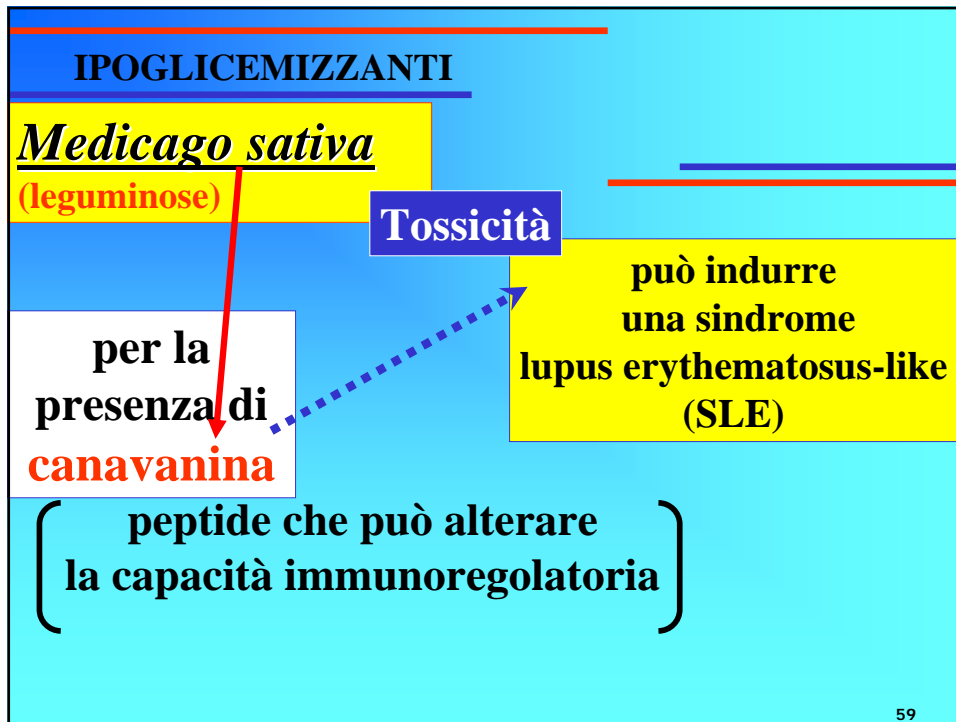 IPOGLICEMIZZANTI
Medicago sativa
(leguminose)
Tossicità
può indurre
una sindrome
lupus erythematosus-like
(SLE)
per la
presenza di
canavanina
peptide che può alterare
la capacità immunoregolatoria
59